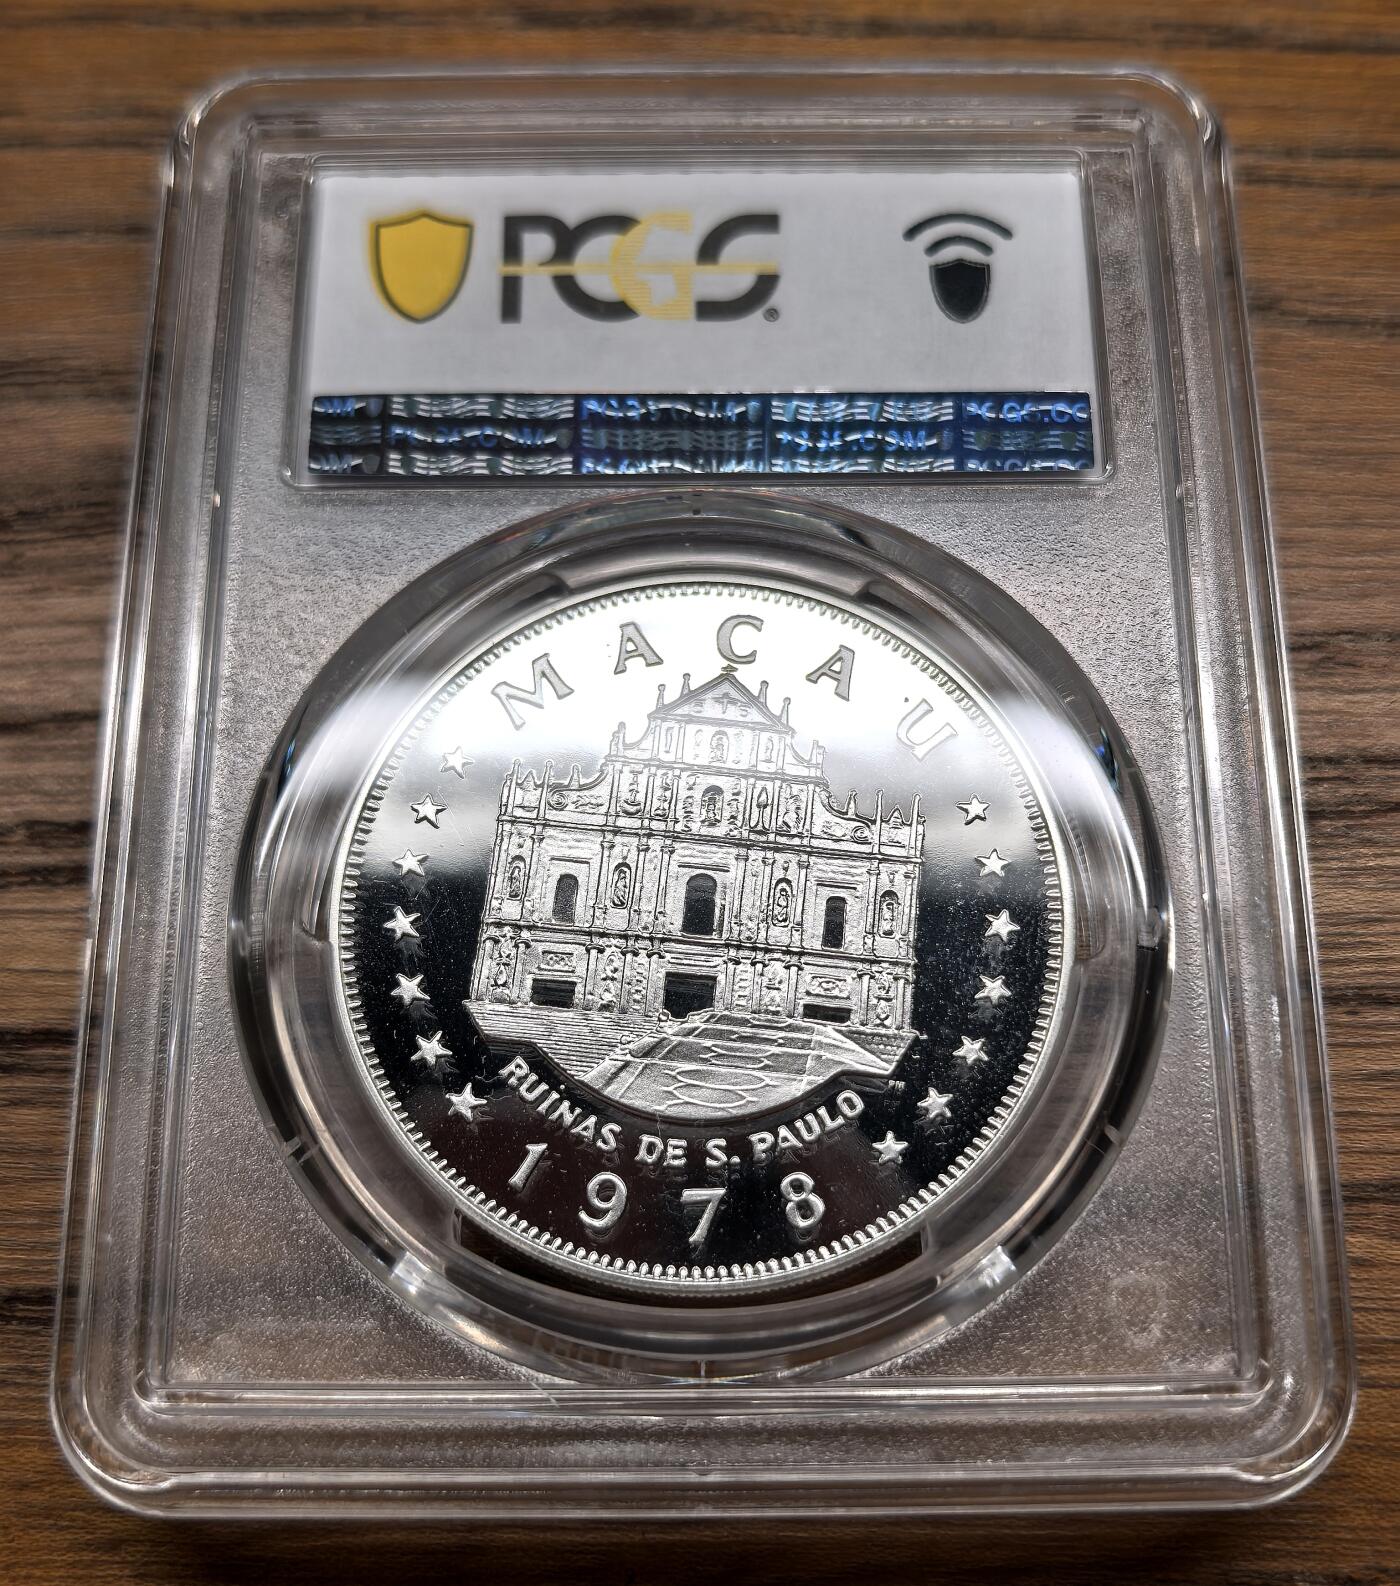 PCGS
MACAU
RUINAS DE S. PAULO
1978